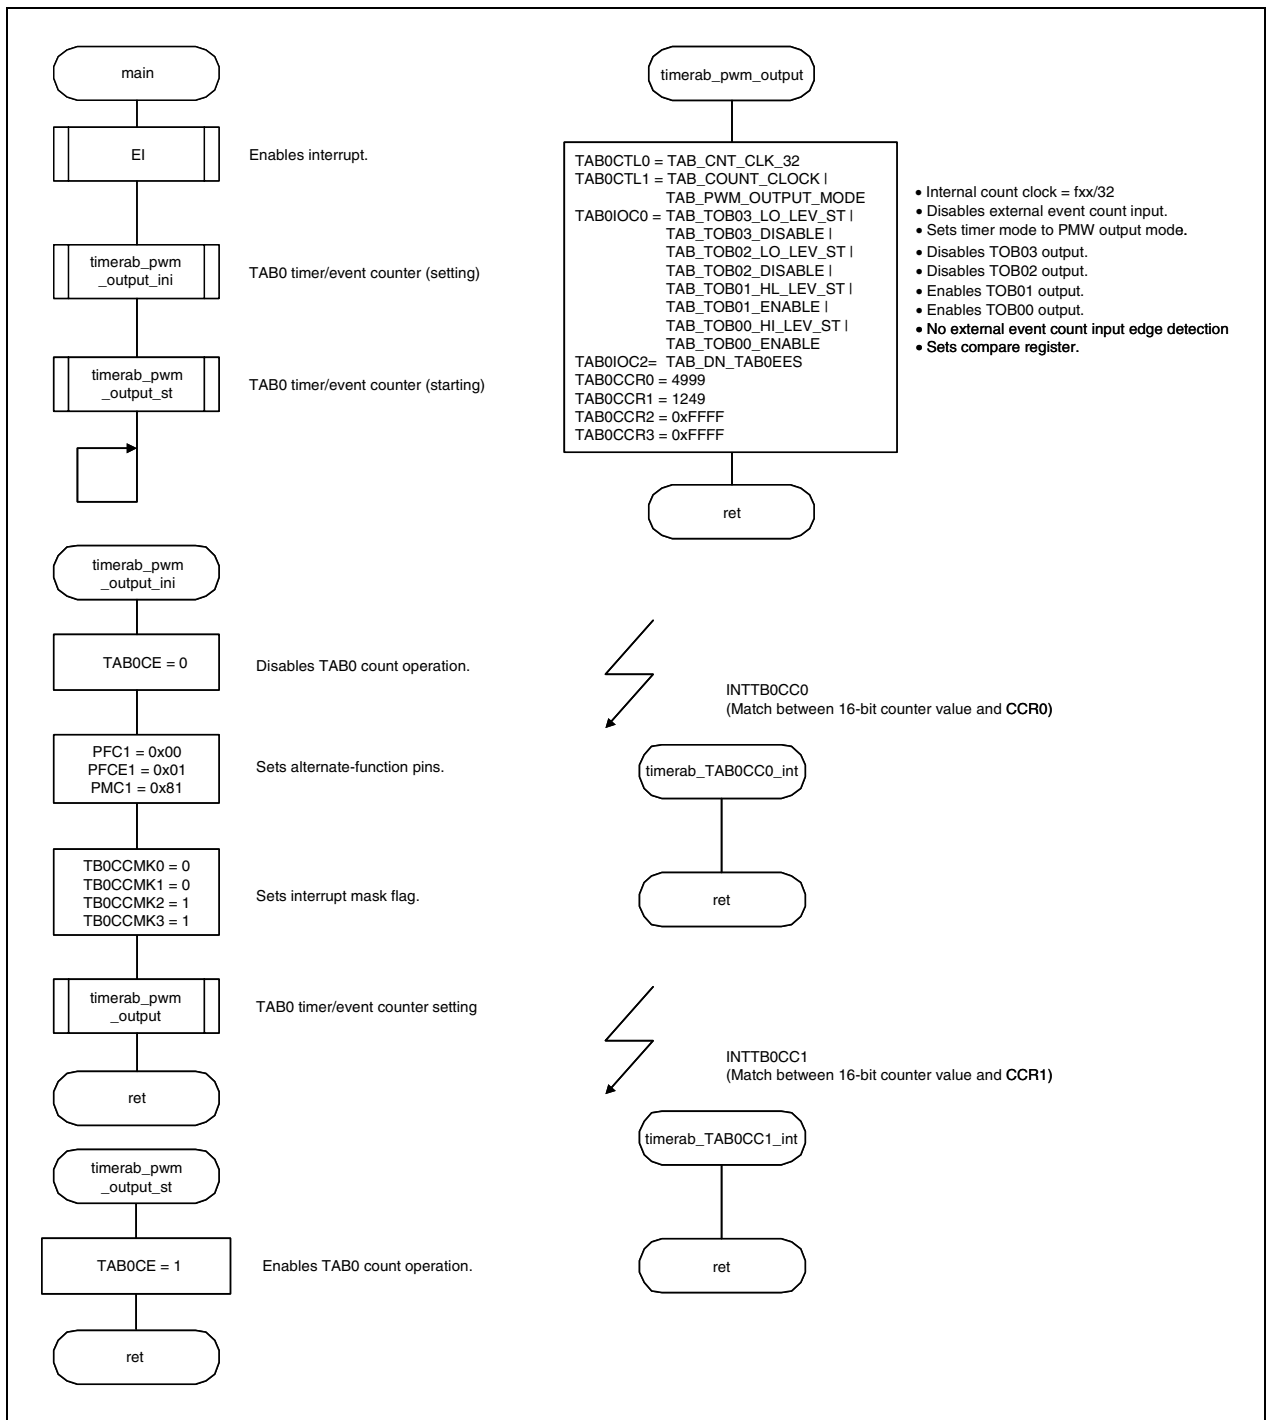 main
EI
Enables interrupt.
timerab_pwm
_output_ini
TAB0 timer/event counter (setting)
timerab_pwm
_output_st
TAB0 timer/event counter (starting)
timerab_pwm
_output_ini
TAB0CE = 0
Disables TAB0 count operation.
PFC1 = 0x00
PFCE1 = 0x01
PMC1 = 0x81
Sets alternate-function pins.
TB0CCMK0 = 0
TB0CCMK1 = 0
TB0CCMK2 = 1
TB0CCMK3 = 1
Sets interrupt mask flag.
timerab_pwm
_output
TAB0 timer/event counter setting
ret
timerab_pwm
_output_st
TAB0CE = 1
Enables TAB0 count operation.
ret
timerab_pwm_output
TAB0CTL0 = TAB_CNT_CLK_32
TAB0CTL1 = TAB_COUNT_CLOCK |
TAB_PWM_OUTPUT_MODE
TAB0IOC0 = TAB_TOB03_LO_LEV_ST |
TAB_TOB03_DISABLE |
TAB_TOB02_LO_LEV_ST |
TAB_TOB02_DISABLE |
TAB_TOB01_HL_LEV_ST |
TAB_TOB01_ENABLE |
TAB_TOB00_HI_LEV_ST |
TAB_TOB00_ENABLE
TAB0IOC2= TAB_DN_TAB0EES
TAB0CCR0 = 4999
TAB0CCR1 = 1249
TAB0CCR2 = 0xFFFF
TAB0CCR3 = 0xFFFF
• Internal count clock = fxx/32
• Disables external event count input.
• Sets timer mode to PMW output mode.
• Disables TOB03 output.
• Disables TOB02 output.
• Enables TOB01 output.
• Enables TOB00 output.
• No external event count input edge detection
• Sets compare register.
ret
INTTB0CC0
(Match between 16-bit counter value and CCR0)
timerab_TAB0CC0_int
ret
INTTB0CC1
(Match between 16-bit counter value and CCR1)
timerab_TAB0CC1_int
ret